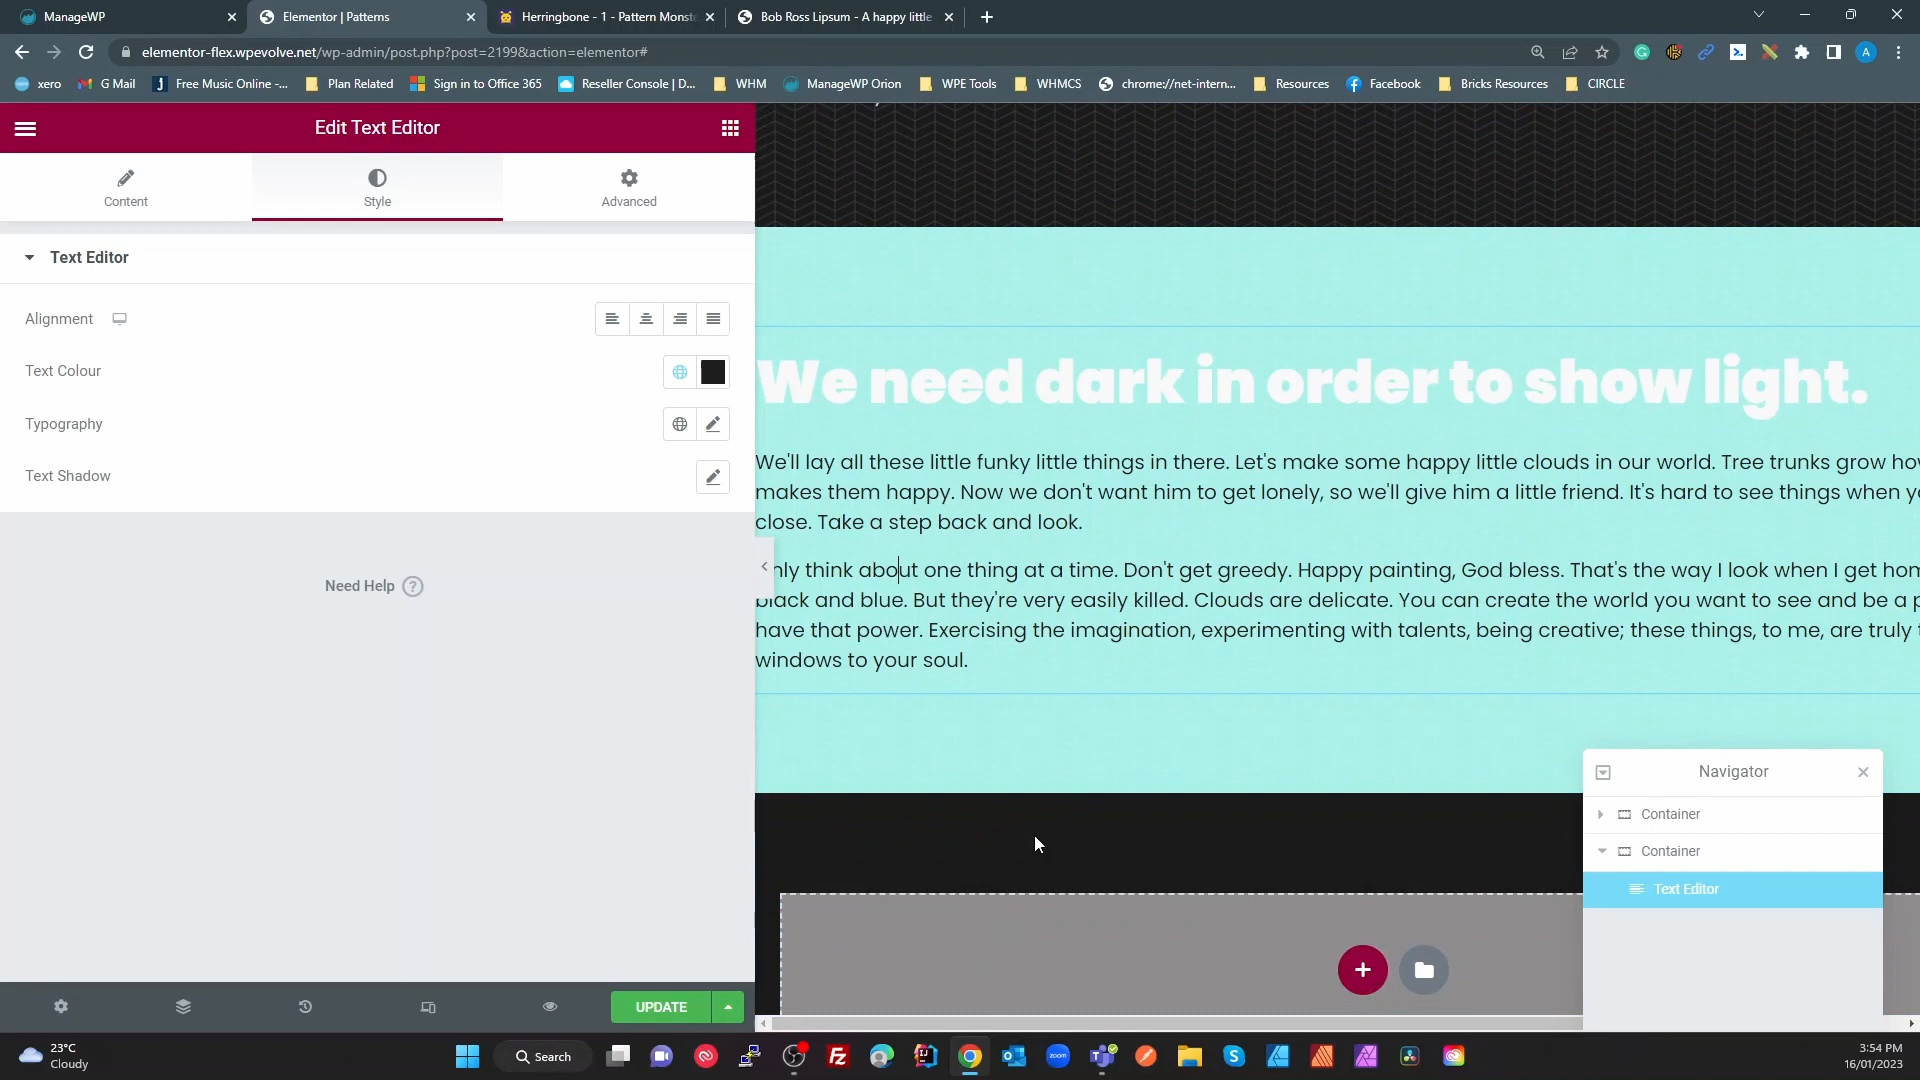 ManageWP
Elementor | Patterns
Herringbone - 1 - Pattern Monst
Bob Ross Lipsum - A happy little
elementor-flex.wpevolve.net/wp-admin/post.php?post=2199&action=elementor#
A
xero
G Mail
Free Music Online -...
Plan Related
Sign in to Office 365
Reseller Console | D...
WHM
ManageWP Orion
WPE Tools
WHMCS
chrome://net-intern...
Resources
Facebook
Bricks Resources
CIRCLE
Edit Text Editor
Content
Style
Advanced
Text Editor
Alignment
Text Colour
Typography
Text Shadow
Need Help ?
UPDATE
We need dark in order to show light.
We'll lay all these little funky little things in there. Let's make some happy little clouds in our world. Tree trunks grow
makes them happy. Now we don't want him to get lonely, so we'll give him a little friend. It's hard to see things when
close. Take a step back and look.
nly think about one thing at a time. Don't get greedy. Happy painting, God bless. That's the way I look when I get
black and blue. But they're very easily killed. Clouds are delicate. You can create the world you want to see and be a
have that power. Exercising the imagination, experimenting with talents, being creative; these things, to me, are truly
windows to your soul.
Navigator
Container
Container
Text Editor
23°C
Cloudy
Search
zoom
3:54 PM
16/01/2023